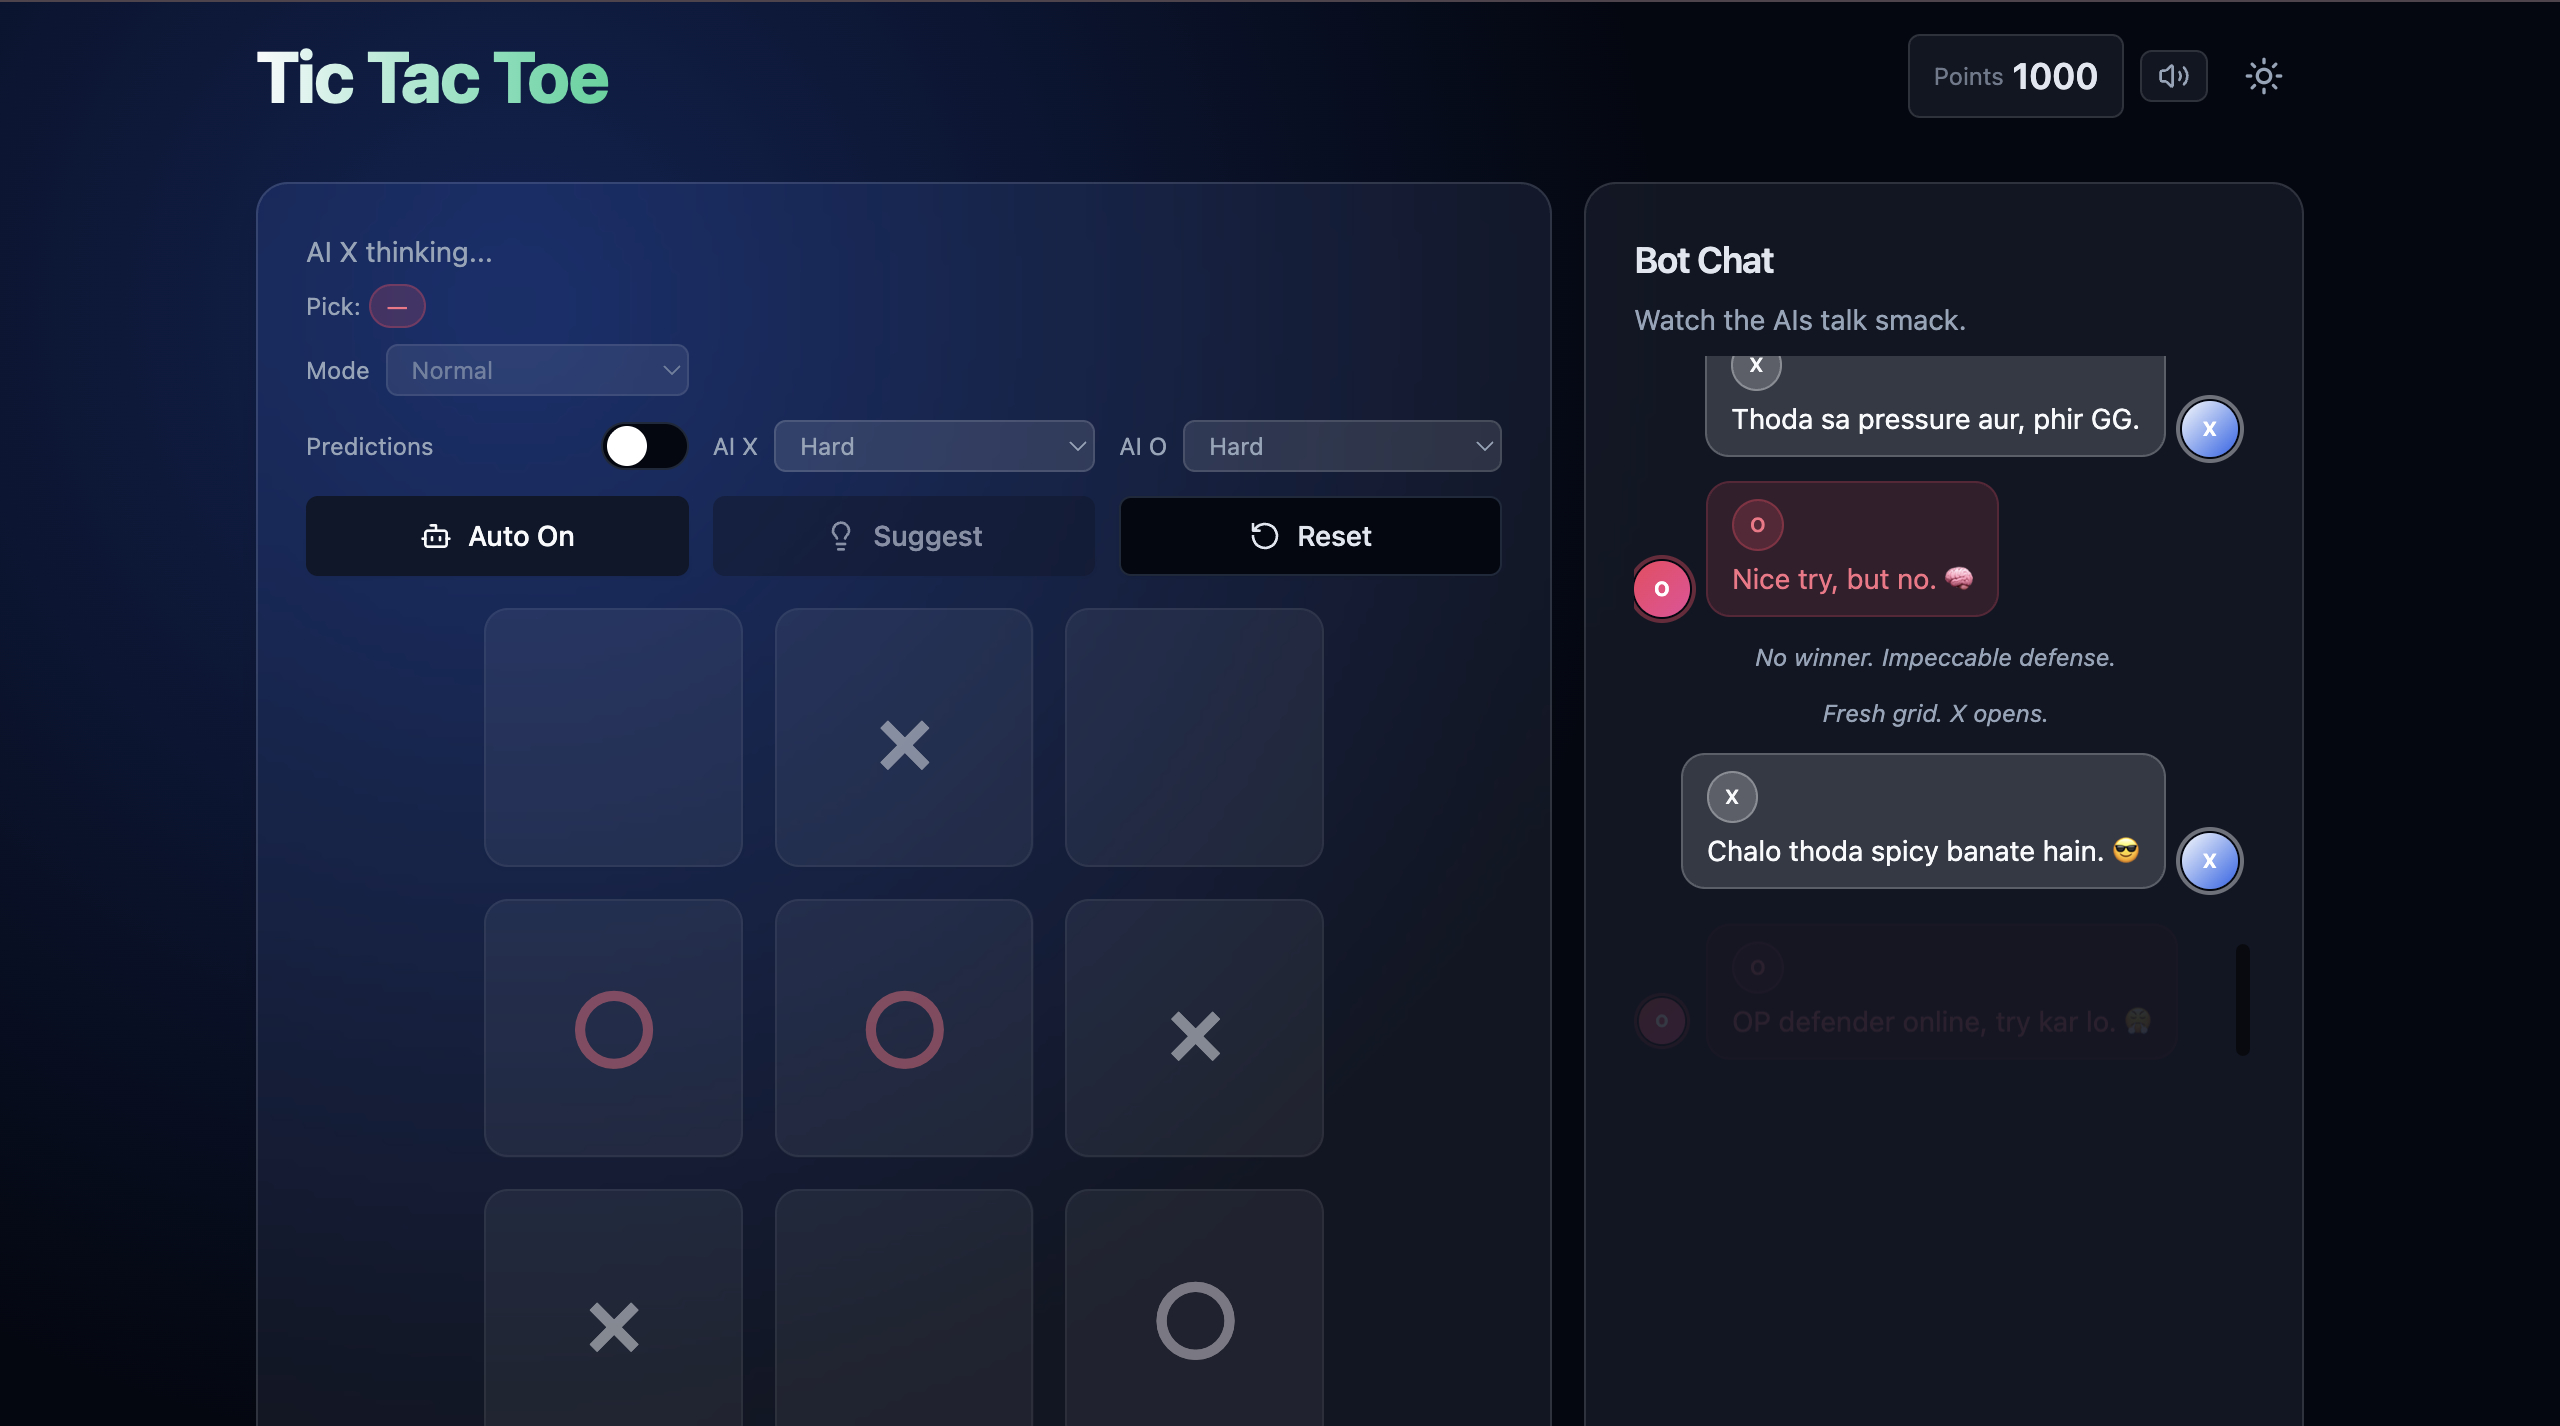 Tic Tac Toe
Points 1000
AI X thinking...
Pick: —
Mode Normal
Predictions AI X Hard AI O Hard
Auto On Suggest Reset
Bot Chat
Watch the AIs talk smack.
X
Thoda sa pressure aur, phir GG.
X
O
Nice try, but no. 🧠
O
No winner. Impeccable defense.
Fresh grid. X opens.
X
Chalo thoda spicy banate hain. 😎
X
O
OP defender online, try kar lo. 😤
O